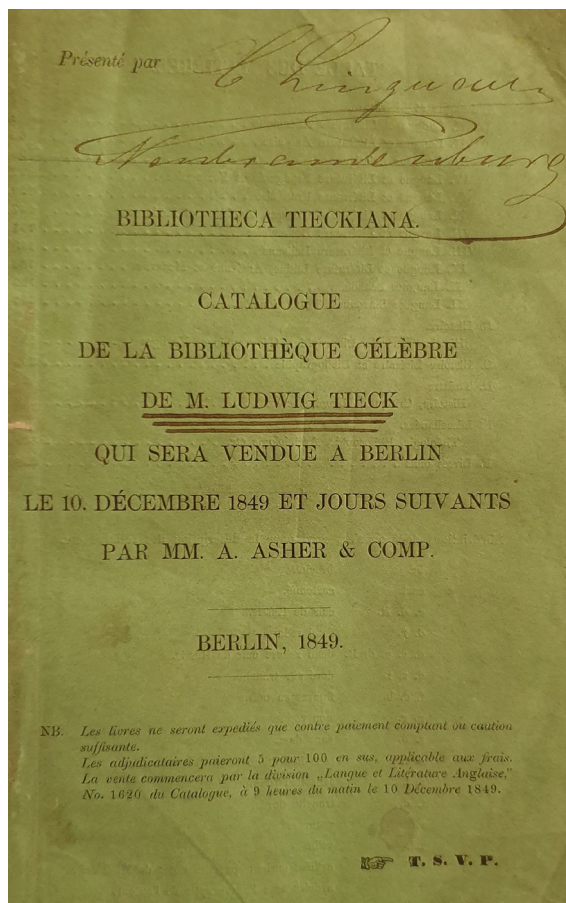 Présenté par C
Neubrandenburg
BIBLIOTHECA TIECKIANA.
CATALOGUE
DE LA BIBLIOTHÈQUE CÉLÈBRE
DE M. LUDWIG TIECK
QUI SERA VENDUE A BERLIN
LE 10. DÉCEMBRE 1849 ET JOURS SUIVANTS
PAR MM. A. ASHER & COMP.
BERLIN, 1849.
NB. Les livres ne seront expédiés que contre paiement comptant ou caution
suffisante.
Les adjudicataires paieront 5 pour 100 en sus, applicable aux frais.
La vente commencera par la division „Langue et Litérature Anglaise,"
No. 1620 du Catalogue, à 9 heures du matin le 10 Décembre 1849.
☞ T. S. V. P.